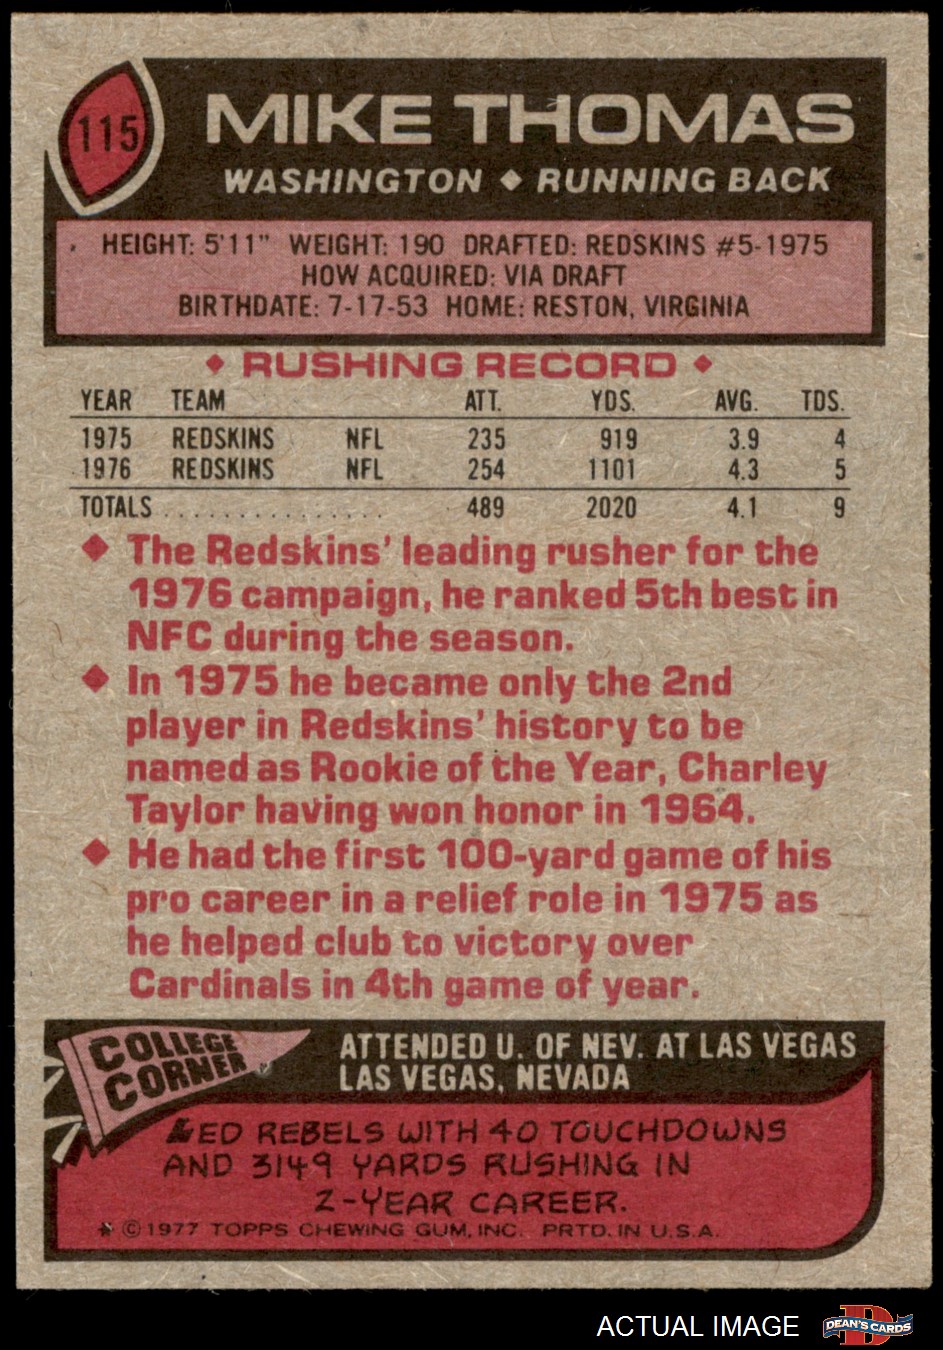 115
MIKE THOMAS
WASHINGTON ◆ RUNNING BACK
HEIGHT: 5'11" WEIGHT: 190 DRAFTED: REDSKINS #5-1975
HOW ACQUIRED: VIA DRAFT
BIRTHDATE: 7-17-53 HOME: RESTON, VIRGINIA
◆ RUSHING RECORD ◆
YEAR TEAM ATT. YDS. AVG. TDS.
1975 REDSKINS NFL 235 919 3.9 4
1976 REDSKINS NFL 254 1101 4.3 5
TOTALS . . . . . . . . . . . . . . . 489 2020 4.1 9
◆ The Redskins' leading rusher for the
1976 campaign, he ranked 5th best in
NFC during the season.
◆ In 1975 he became only the 2nd
player in Redskins' history to be
named as Rookie of the Year, Charley
Taylor having won honor in 1964.
◆ He had the first 100-yard game of his
pro career in a relief role in 1975 as
he helped club to victory over
Cardinals in 4th game of year.
COLLEGE
CORNER
ATTENDED U. OF NEV. AT LAS VEGAS
LAS VEGAS, NEVADA
LED REBELS WITH 40 TOUCHDOWNS
AND 3149 YARDS RUSHING IN
2-YEAR CAREER.
* © 1977 TOPPS CHEWING GUM, INC. PRTD. IN U.S.A.
ACTUAL IMAGE
D
DEAN'S CARDS